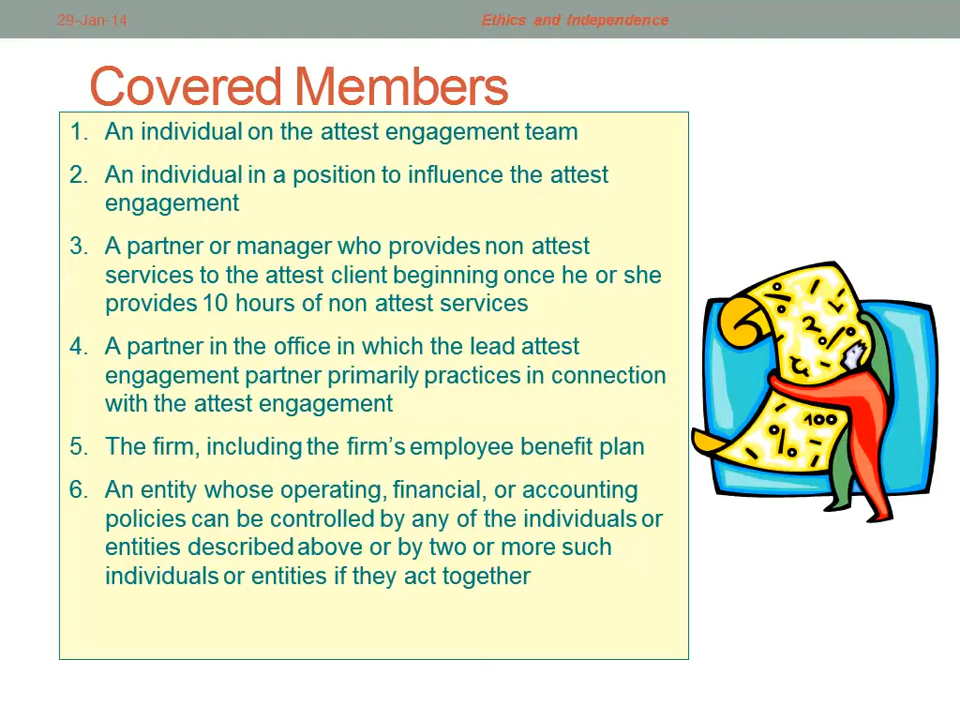 29-Jan-14
Ethics and Independence
Covered Members
1. An individual on the attest engagement team
2. An individual in a position to influence the attest
engagement
3. A partner or manager who provides non attest
services to the attest client beginning once he or she
provides 10 hours of non attest services
4. A partner in the office in which the lead attest
engagement partner primarily practices in connection
with the attest engagement
5. The firm, including the firm's employee benefit plan
6. An entity whose operating, financial, or accounting
policies can be controlled by any of the individuals or
entities described above or by two or more such
individuals or entities if they act together
%
2
%
100
%